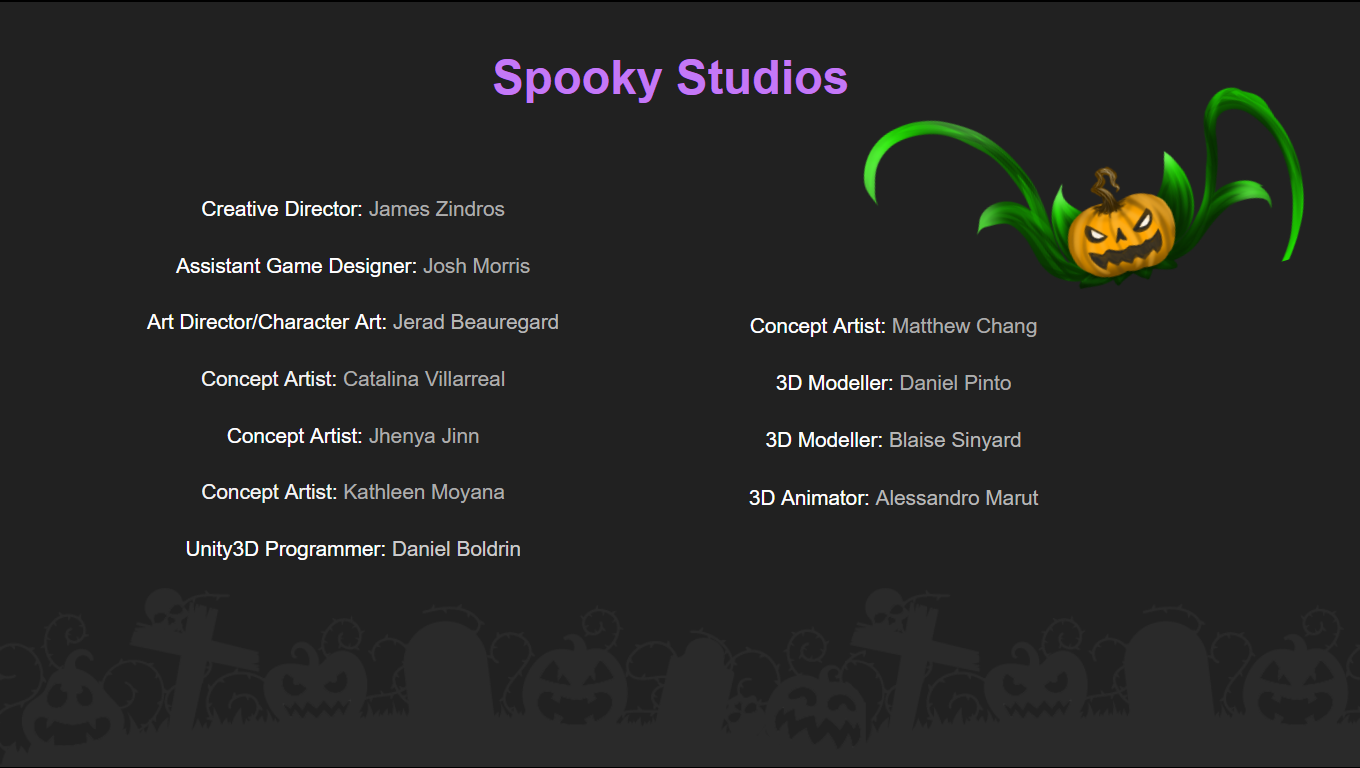 Spooky Studios
Creative Director: James Zindros
Assistant Game Designer: Josh Morris
Art Director/Character Art: Jerad Beauregard
Concept Artist: Catalina Villarreal
Concept Artist: Jhenya Jinn
Concept Artist: Kathleen Moyana
Unity3D Programmer: Daniel Boldrin
Concept Artist: Matthew Chang
3D Modeller: Daniel Pinto
3D Modeller: Blaise Sinyard
3D Animator: Alessandro Marut